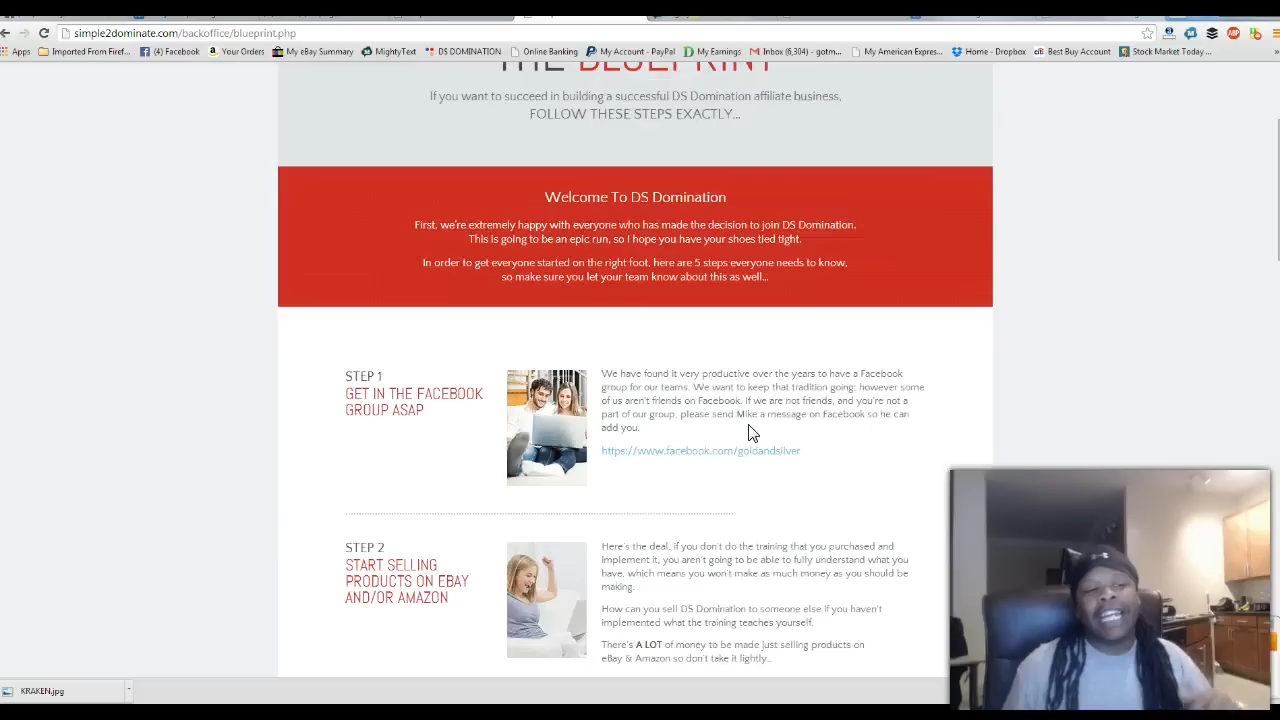 simple2dominate.com/backoffice/blueprint.php
Apps
Imported From Firef...
(4) Facebook
Your Orders
My eBay Summary
MightyText
DS DOMINATION
Online Banking
My Account - PayPal
My Earnings
Inbox (6,304) - gotm...
My American Expres...
Home - Dropbox
Best Buy Account
Stock Market Today ...
»
THE BLUEPRINT
If you want to succeed in building a successful DS Domination affiliate business,
FOLLOW THESE STEPS EXACTLY...
Welcome To DS Domination
First, we're extremely happy with everyone who has made the decision to join DS Domination.
This is going to be an epic run, so I hope you have your shoes tied tight.
In order to get everyone started on the right foot, here are 5 steps everyone needs to know,
so make sure you let your team know about this as well...
STEP 1
GET IN THE FACEBOOK
GROUP ASAP
We have found it very productive over the years to have a Facebook
group for our teams. We want to keep that tradition going; however some
of us aren't friends on Facebook. If we are not friends, and you're not a
part of our group, please send Mike a message on Facebook so he can
add you.
https://www.facebook.com/goldandsilver
STEP 2
START SELLING
PRODUCTS ON EBAY
AND/OR AMAZON
Here's the deal, if you don't do the training that you purchased and
implement it, you aren't going to be able to fully understand what you
have, which means you won't make as much money as you should be
making.
How can you sell DS Domination to someone else if you haven't
implemented what the training teaches yourself.
There's A LOT of money to be made just selling products on
eBay & Amazon so don't take it lightly...
KRAKEN.jpg